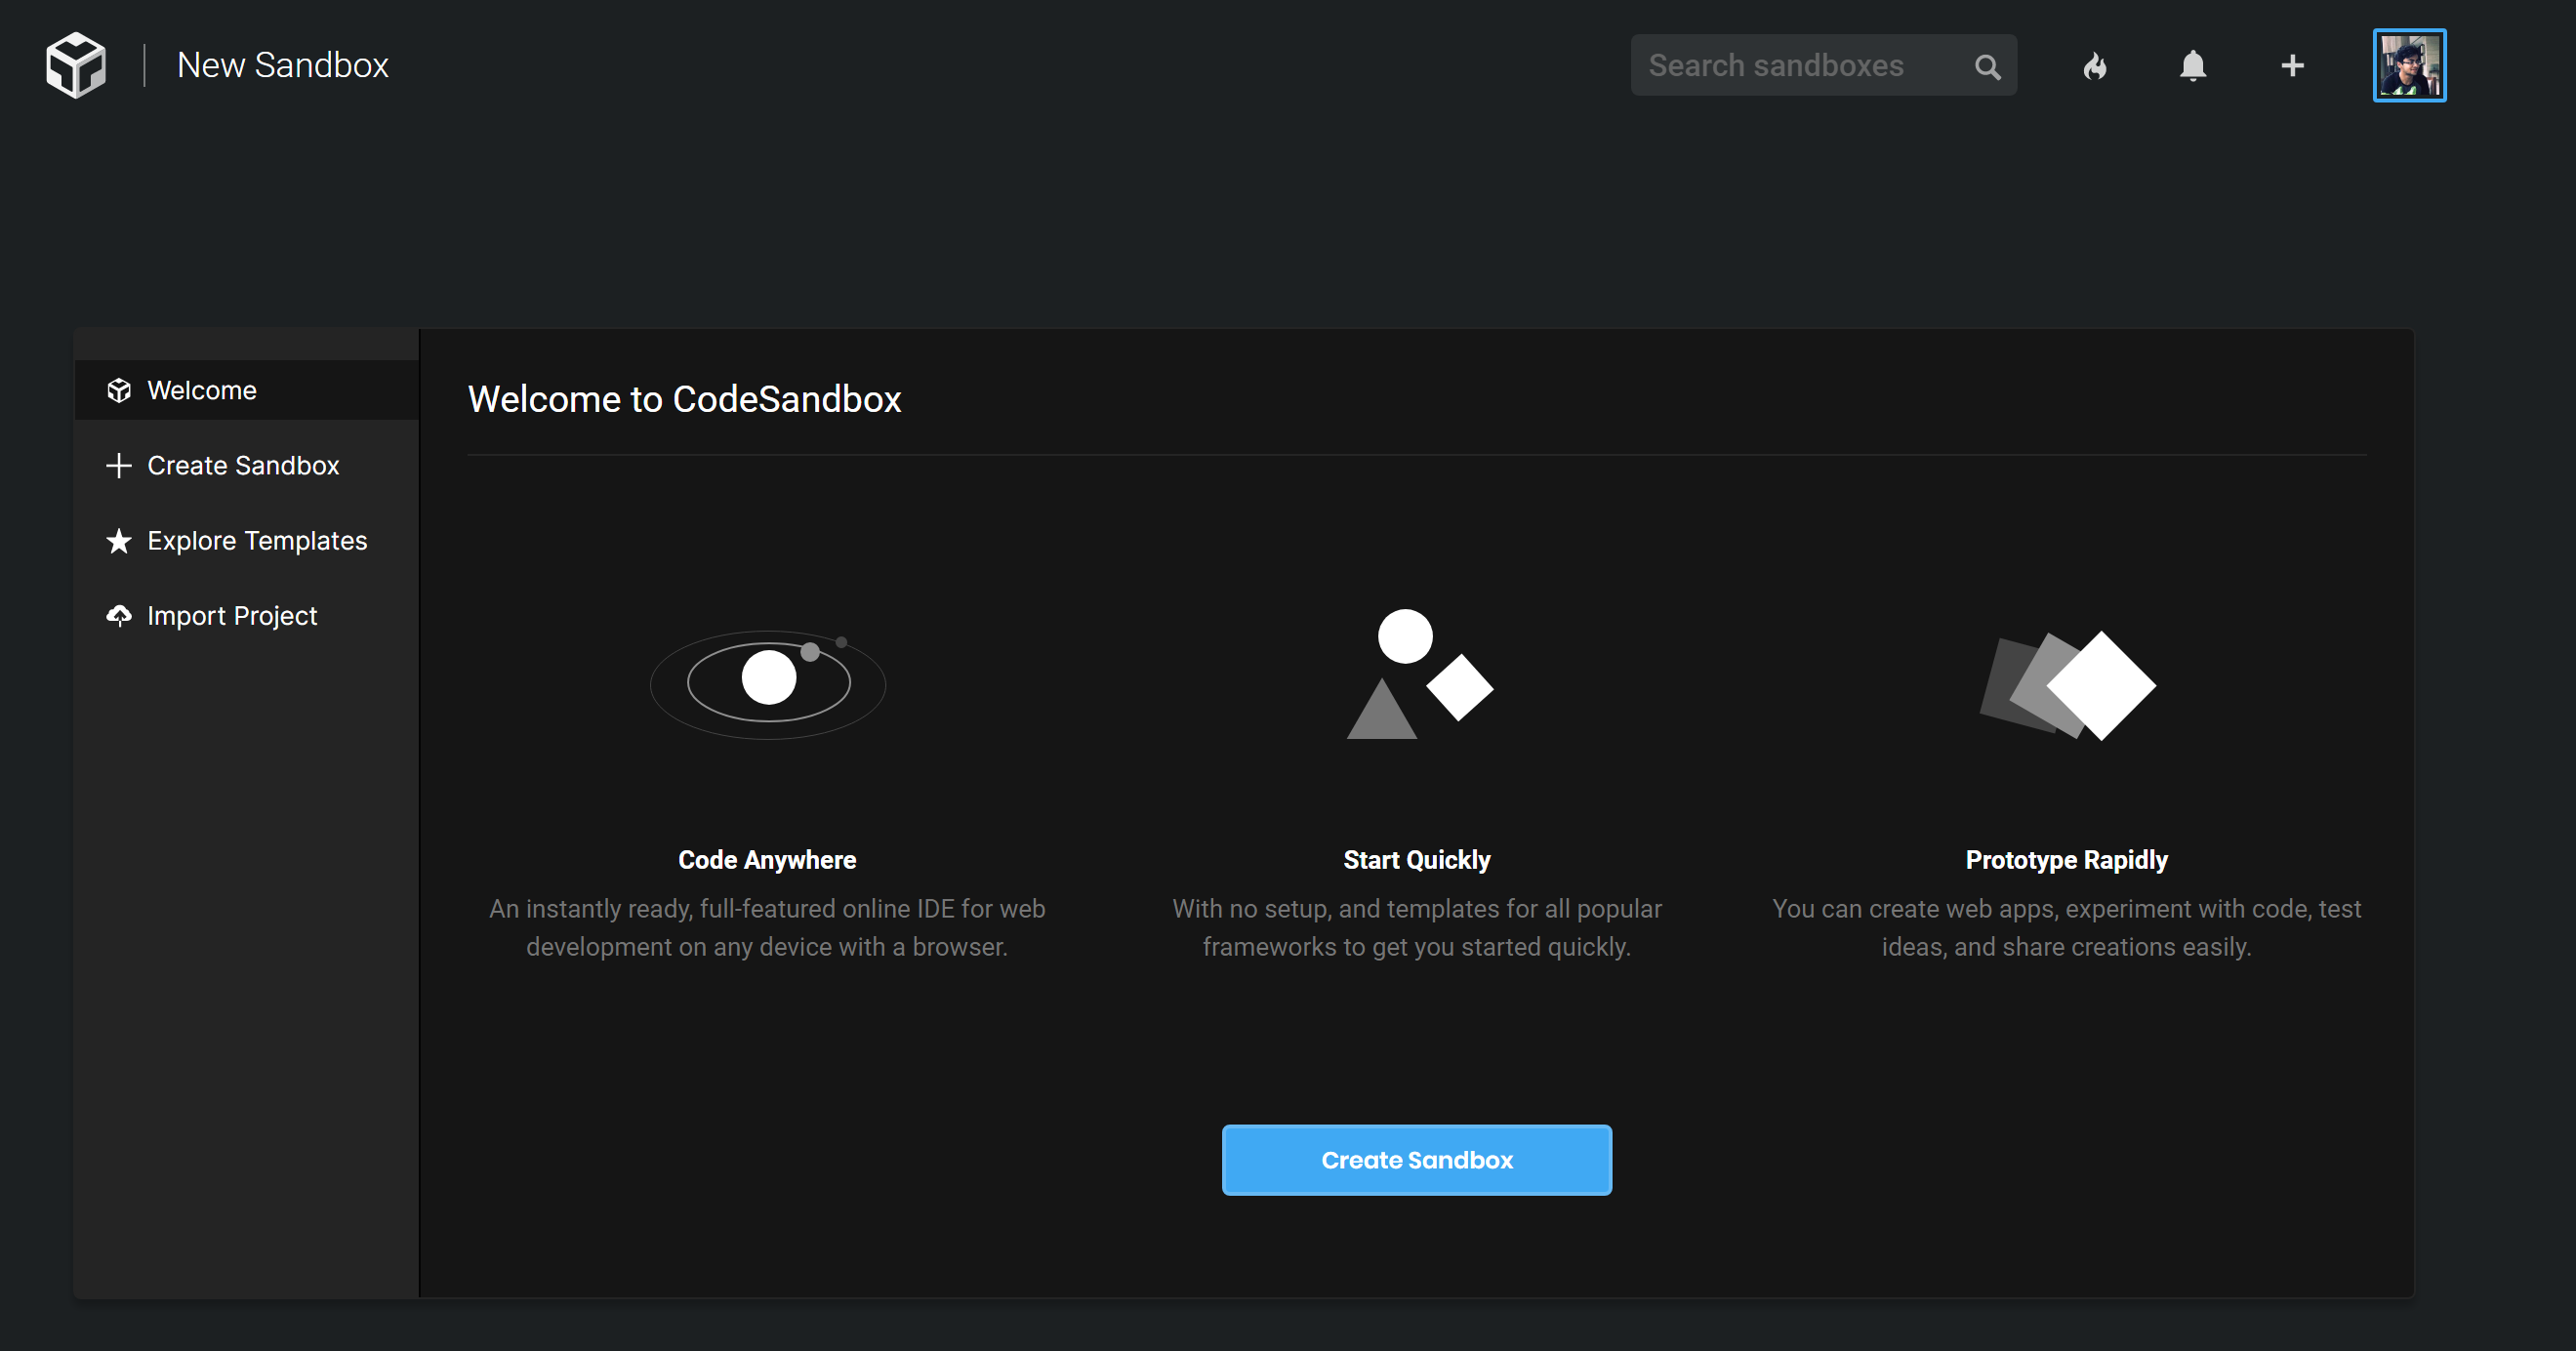 New Sandbox
Search sandboxes
Welcome
Create Sandbox
Explore Templates
Import Project
Welcome to CodeSandbox
Code Anywhere
An instantly ready, full-featured online IDE for web
development on any device with a browser.
Start Quickly
With no setup, and templates for all popular
frameworks to get you started quickly.
Prototype Rapidly
You can create web apps, experiment with code, test
ideas, and share creations easily.
Create Sandbox